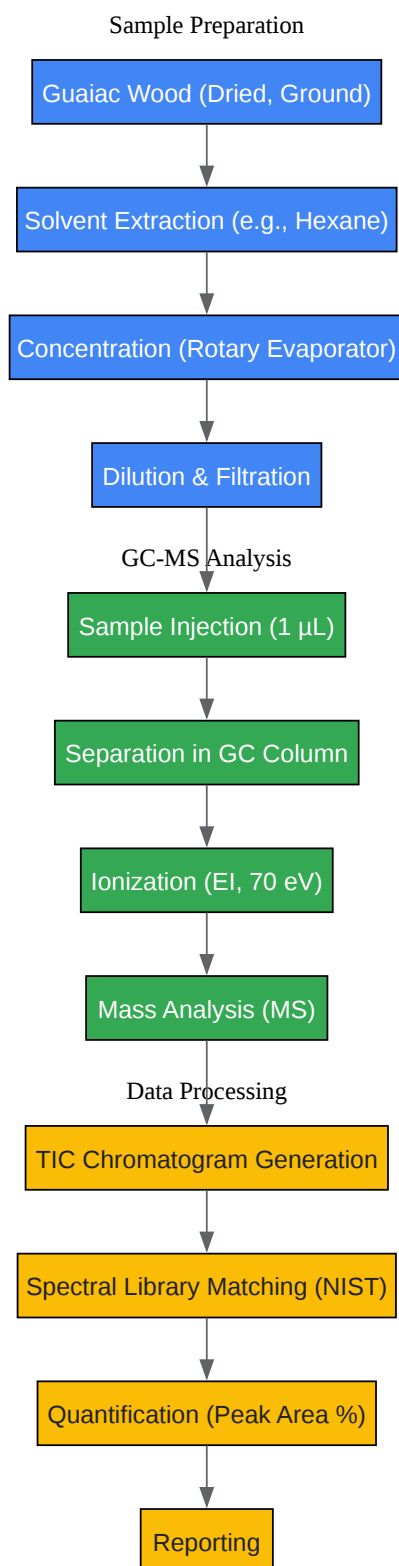 Sample Preparation
Guaiac Wood (Dried, Ground)
Solvent Extraction (e.g., Hexane)
Concentration (Rotary Evaporator)
Dilution & Filtration
GC-MS Analysis
Sample Injection (1 µL)
Separation in GC Column
Ionization (EI, 70 eV)
Mass Analysis (MS)
Data Processing
TIC Chromatogram Generation
Spectral Library Matching (NIST)
Quantification (Peak Area %)
Reporting